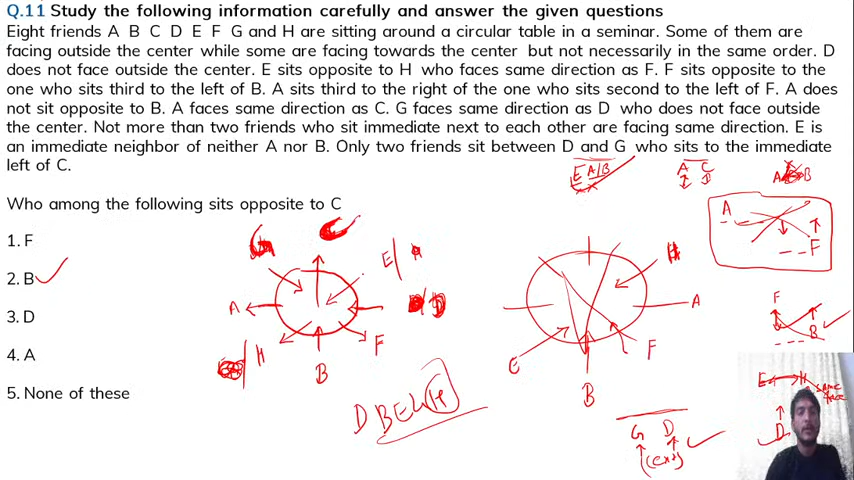 Q.11 Study the following information carefully and answer the given questions
Eight friends A B C D E F G and H are sitting around a circular table in a seminar. Some of them are
facing outside the center while some are facing towards the center but not necessarily in the same order. D
does not face outside the center. E sits opposite to H who faces same direction as F. F sits opposite to the
one who sits third to the left of B. A sits third to the right of the one who sits second to the left of F. A does
not sit opposite to B. A faces same direction as C. G faces same direction as D who does not face outside
the center. Not more than two friends who sit immediate next to each other are facing same direction. E is
an immediate neighbor of neither A nor B. Only two friends sit between D and G who sits to the immediate
left of C.
E A/B
A C
A B
Who among the following sits opposite to C
1. F
2. B
3. D
4. A
5. None of these
G C
E/
A
D
H
B
F
H
A
E
B
F
A
F
F
B
E H
same
face
D
G D
D B E G H